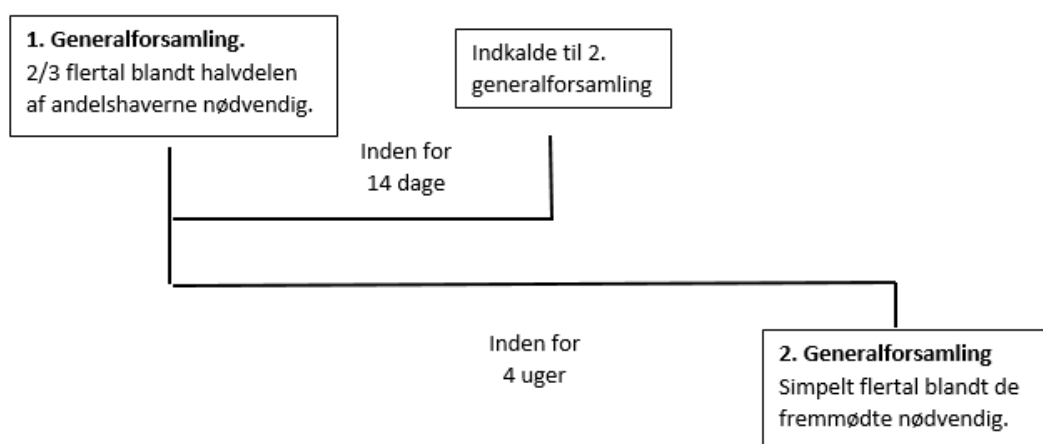 1. Generalforsamling.
2/3 flertal blandt halvdelen
af andelshaverne nødvendig.
Indkalde til 2.
generalforsamling
Inden for
14 dage
Inden for
4 uger
2. Generalforsamling
Simpelt flertal blandt de
fremmødte nødvendig.